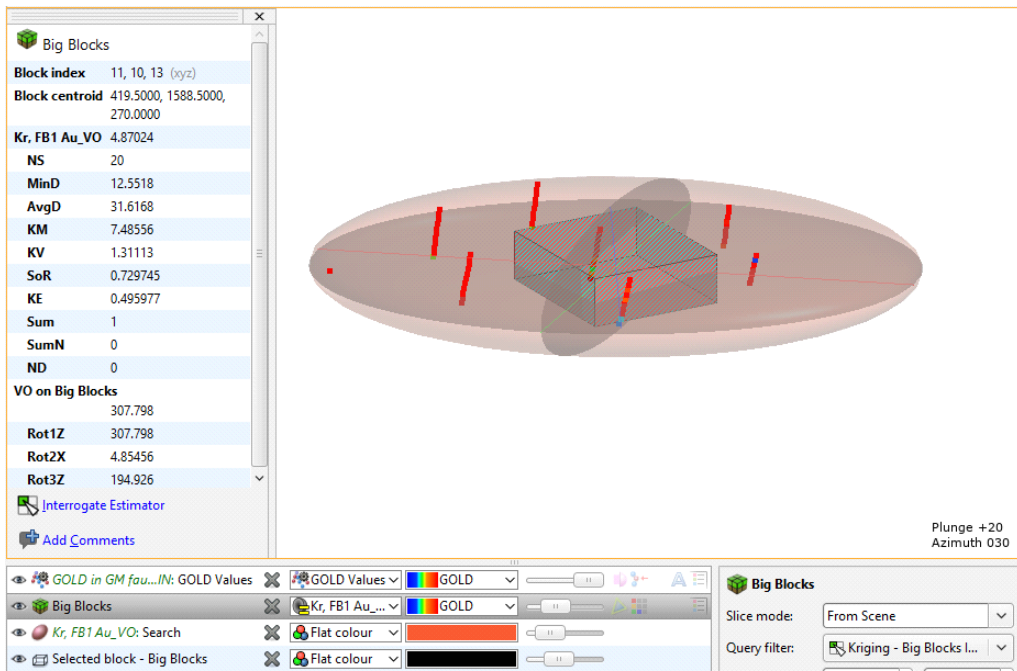 Big Blocks
Block index 11, 10, 13 (xyz)
Block centroid 419.5000, 1588.5000,
270.0000
Kr, FB1 Au_VO 4.87024
NS 20
MinD 12.5518
AvgD 31.6168
KM 7.48556
KV 1.31113
SoR 0.729745
KE 0.495977
Sum 1
SumN 0
ND 0
VO on Big Blocks
307.798
Rot1Z 307.798
Rot2X 4.85456
Rot3Z 194.926
Interrogate Estimator
Add Comments
Plunge +20
Azimuth 030
GOLD in GM fau...IN: GOLD Values GOLD Values GOLD
Big Blocks Kr, FB1 Au_... GOLD
Kr, FB1 Au_VO: Search Flat colour
Selected block - Big Blocks Flat colour
Big Blocks
Slice mode: From Scene
Query filter: Kriging - Big Blocks I...